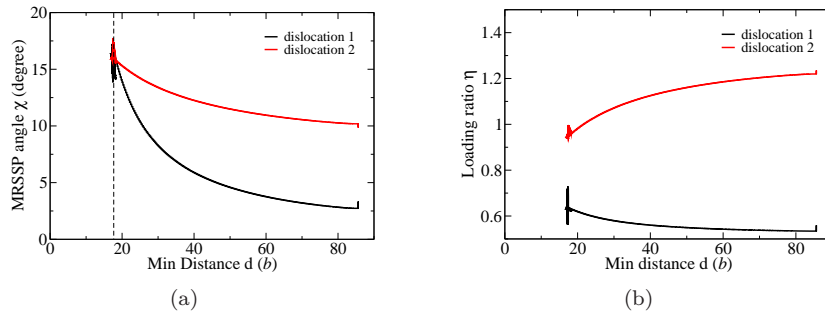 20
15
10
5
0
MRSSP angle χ (degree)
dislocation 1
dislocation 2
0 20 40 60 80
Min Distance d (b)
(a)
1.4
1.2
1
0.8
0.6
Loading ratio η
dislocation 1
dislocation 2
0 20 40 60 80
Min distance d (b)
(b)